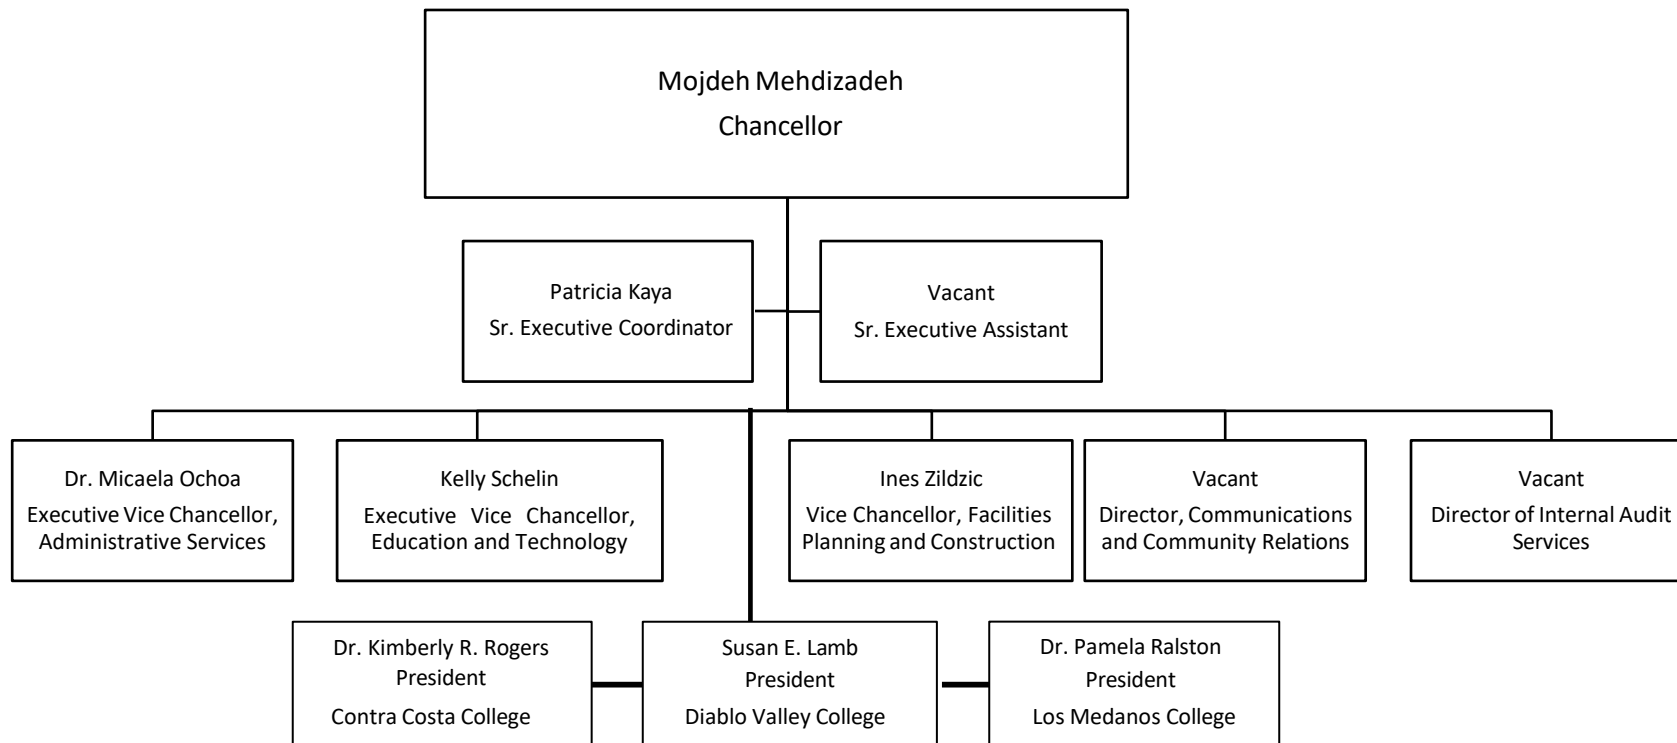 Mojdeh Mehdizadeh
Chancellor
Patricia Kaya
Sr. Executive Coordinator
Vacant
Sr. Executive Assistant
Dr. Micaela Ochoa
Executive Vice Chancellor,
Administrative Services
Kelly Schelin
Executive Vice Chancellor,
Education and Technology
Ines Zildzic
Vice Chancellor, Facilities
Planning and Construction
Vacant
Director, Communications
and Community Relations
Vacant
Director of Internal Audit
Services
Dr. Kimberly R. Rogers
President
Contra Costa College
Susan E. Lamb
President
Diablo Valley College
Dr. Pamela Ralston
President
Los Medanos College